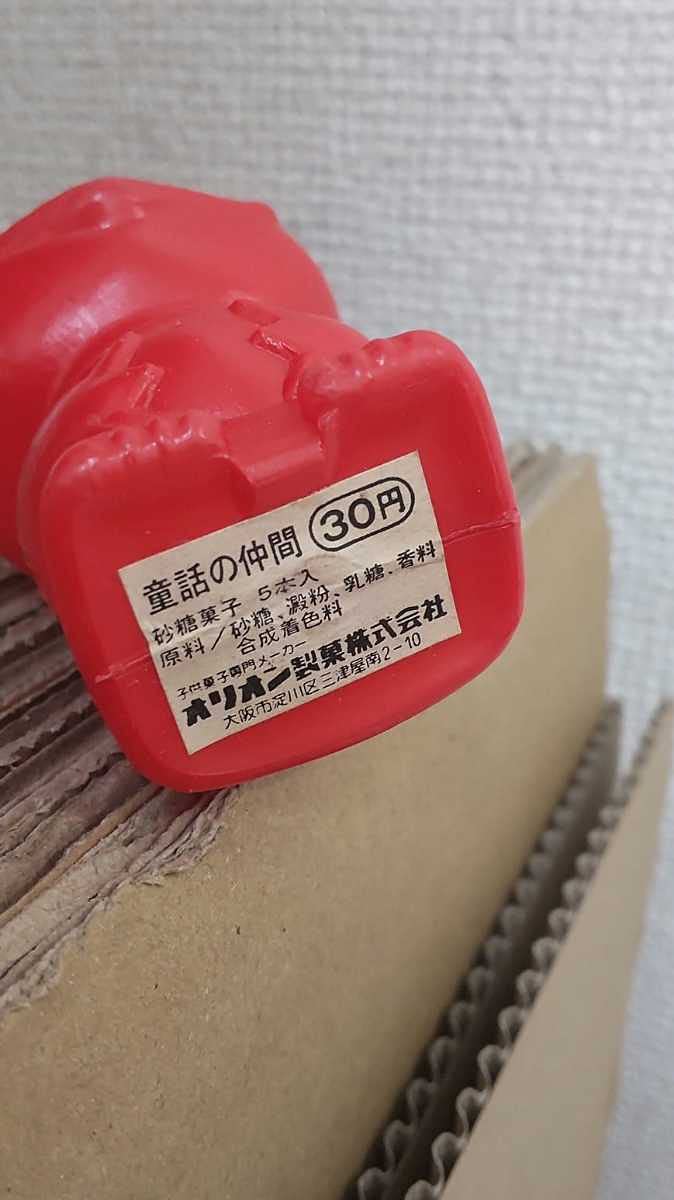 童話の仲間 30円
砂糖菓子 5本入
原料/砂糖、澱粉、乳糖、香料
合成着色料
子供菓子専門メーカー
オリオン製菓株式会社
大阪市淀川区三津屋南2-10